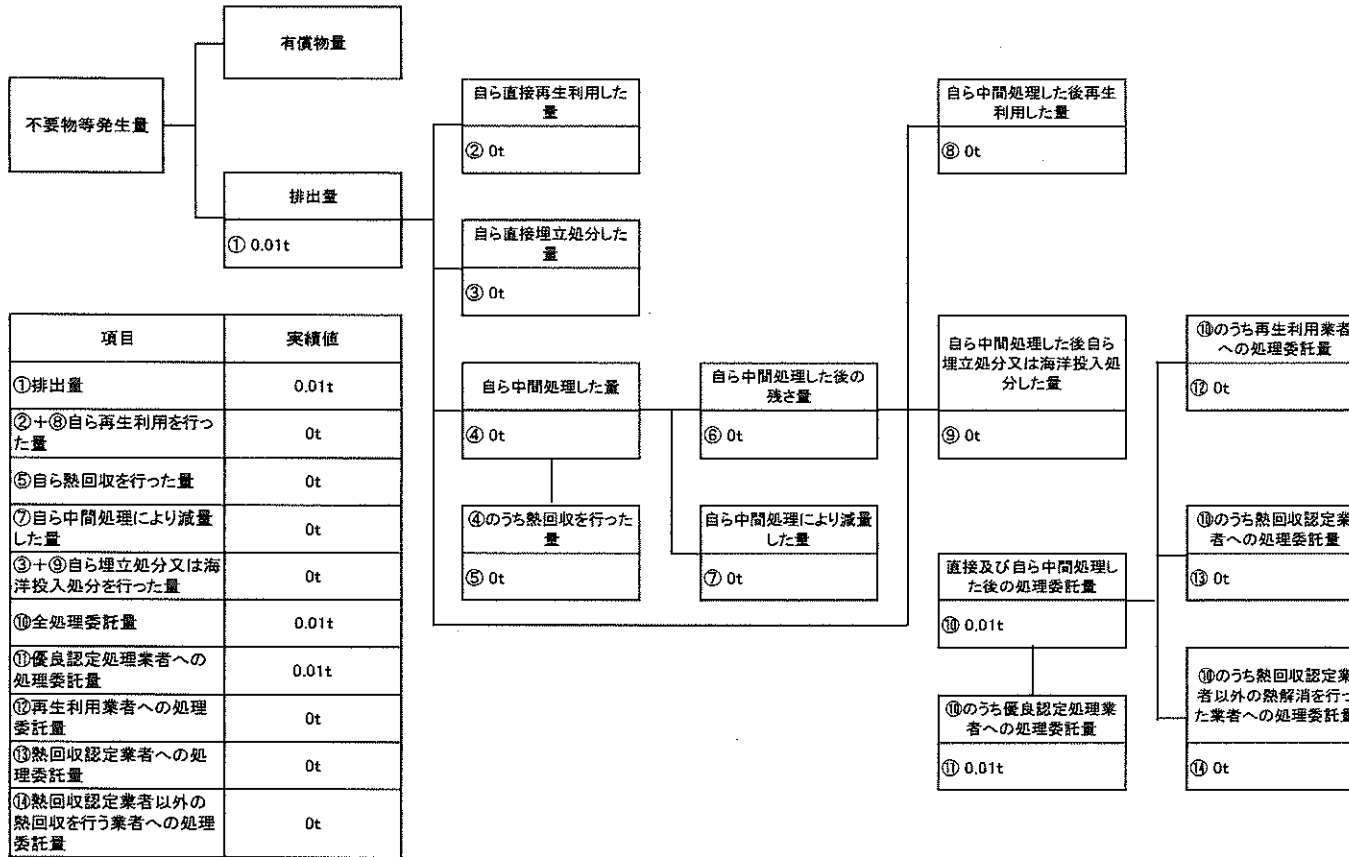 有償物量
不要物等発生量
排出量
① 0.01t
自ら直接再生利用した
量
② 0t
自ら直接埋立処分した
量
③ 0t
自ら中間処理した量
④ 0t
④のうち熱回収を行った
量
⑤ 0t
自ら中間処理した後の
残さ量
⑥ 0t
自ら中間処理により減量
した量
⑦ 0t
自ら中間処理した後再生
利用した量
⑧ 0t
自ら中間処理した後自ら
埋立処分又は海洋投入処
分した量
⑨ 0t
直接及び自ら中間処理し
た後の処理委託量
⑩ 0.01t
⑩のうち優良認定処理業
者への処理委託量
⑪ 0.01t
⑩のうち再生利用業者
への処理委託量
⑫ 0t
⑩のうち熱回収認定業
者への処理委託量
⑬ 0t
⑩のうち熱回収認定業
者以外の熱解消を行っ
た業者への処理委託量
⑭ 0t
項目 実績値
①排出量 0.01t
②+⑧自ら再生利用を行っ
た量 0t
⑤自ら熱回収を行った量 0t
⑦自ら中間処理により減量
した量 0t
③+⑨自ら埋立処分又は海
洋投入処分を行った量 0t
⑩全処理委託量 0.01t
⑪優良認定処理業者への
処理委託量 0.01t
⑫再生利用業者への処理
委託量 0t
⑬熱回収認定業者への処
理委託量 0t
⑭熱回収認定業者以外の
熱回収を行う業者への処理
委託量 0t